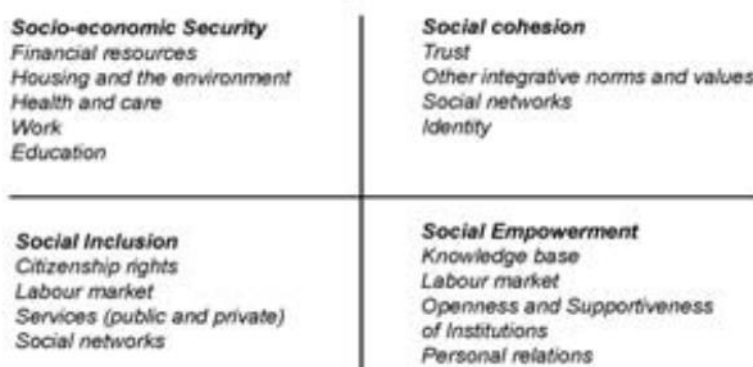 Socio-economic Security
Financial resources
Housing and the environment
Health and care
Work
Education
Social cohesion
Trust
Other integrative norms and values
Social networks
Identity
Social Inclusion
Citizenship rights
Labour market
Services (public and private)
Social networks
Social Empowerment
Knowledge base
Labour market
Openness and Supportiveness
of Institutions
Personal relations